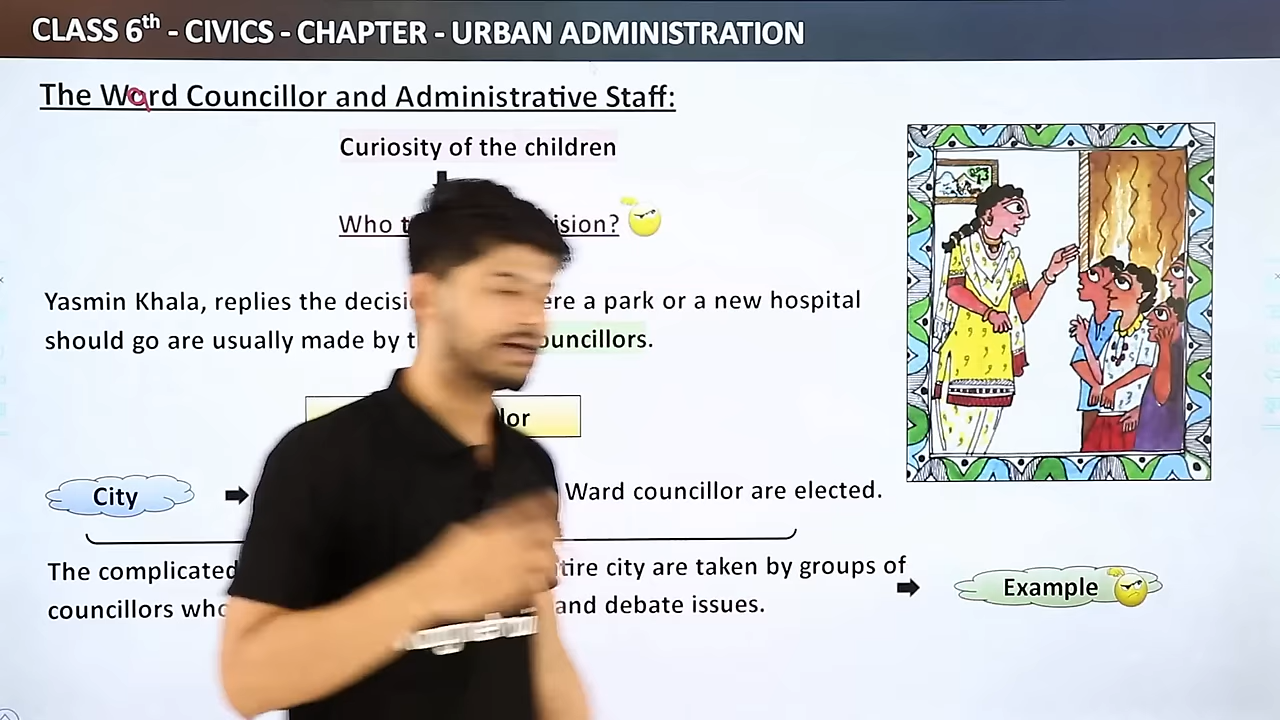 CLASS 6th - CIVICS - CHAPTER - URBAN ADMINISTRATION
The Ward Councillor and Administrative Staff:
Curiosity of the children
Who t ision?
Yasmin Khala, replies the decisi ere a park or a new hospital
should go are usually made by t ouncillors.
lor
City
Ward councillor are elected.
The complicated tire city are taken by groups of
councillors who and debate issues.
Example